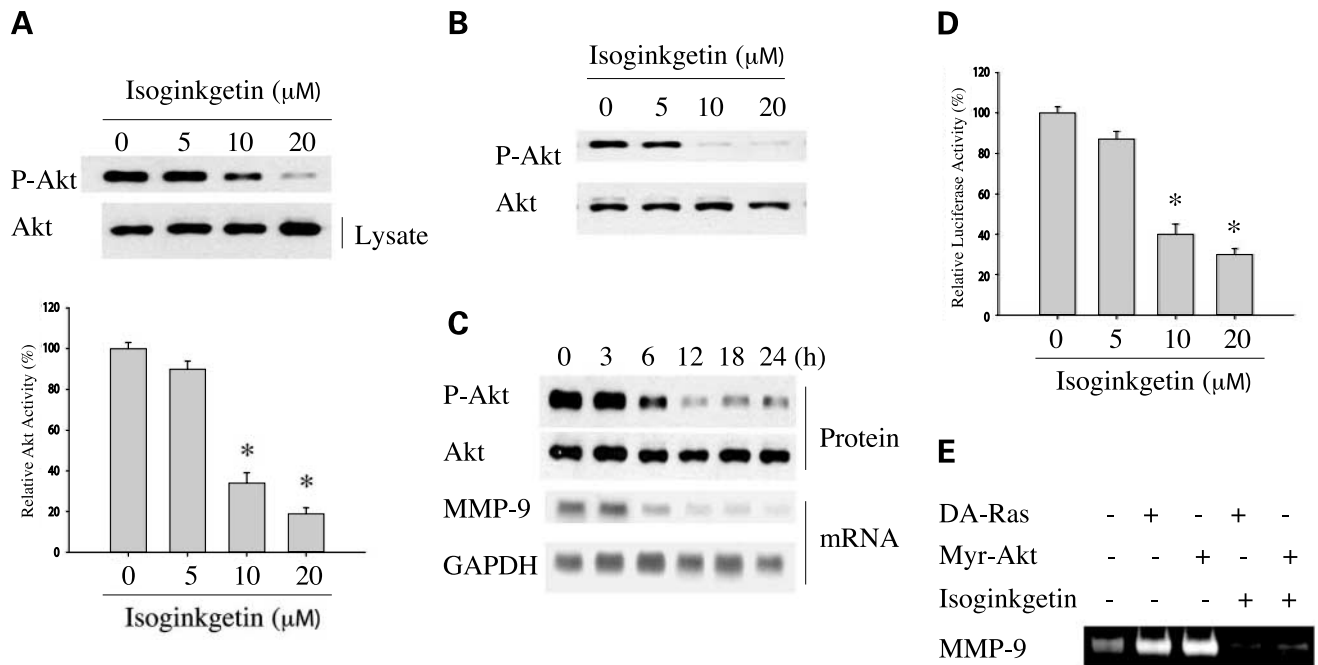 A
Isoginkgetin (μM)
0 5 10 20
P-Akt
Akt
Lysate
120
100
80
60
40
20
0
Relative Akt Activity (%)
*
*
0 5 10 20
Isoginkgetin (μM)
B
Isoginkgetin (μM)
0 5 10 20
P-Akt
Akt
C
0 3 6 12 18 24 (h)
P-Akt
Akt
Protein
MMP-9
GAPDH
mRNA
D
120
100
80
60
40
20
0
Relative Luciferase Activity (%)
*
*
0 5 10 20
Isoginkgetin (μM)
E
DA-Ras - + - + -
Myr-Akt - - + - +
Isoginkgetin - - - + +
MMP-9